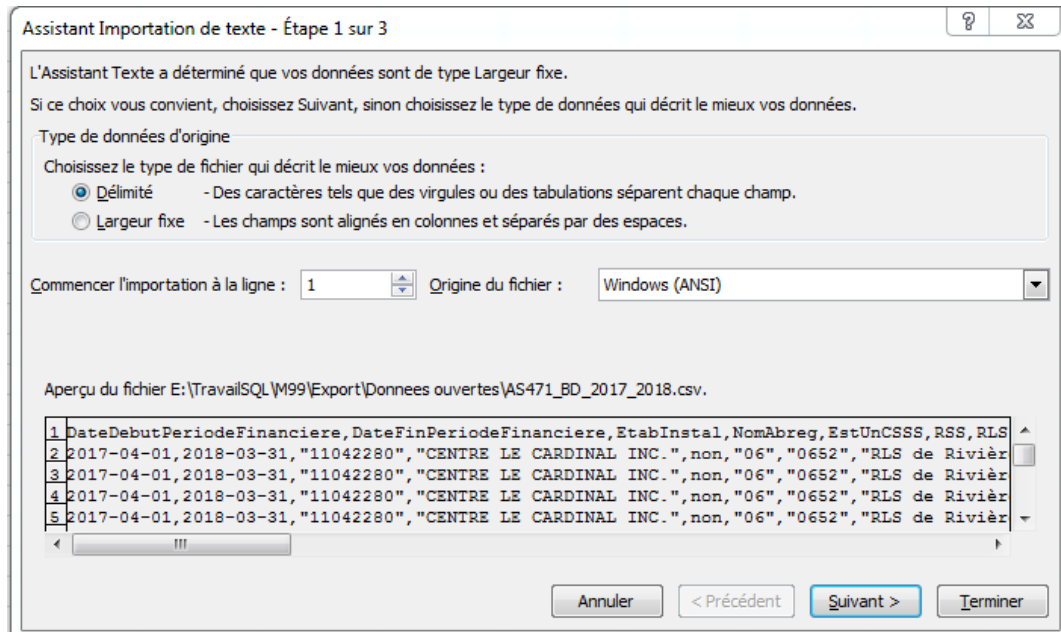 Assistant Importation de texte - Étape 1 sur 3
L'Assistant Texte a déterminé que vos données sont de type Largeur fixe.
Si ce choix vous convient, choisissez Suivant, sinon choisissez le type de données qui décrit le mieux vos données.
Type de données d'origine
Choisissez le type de fichier qui décrit le mieux vos données :
Délimité - Des caractères tels que des virgules ou des tabulations séparent chaque champ.
Largeur fixe - Les champs sont alignés en colonnes et séparés par des espaces.
Commencer l'importation à la ligne : 1 Origine du fichier : Windows (ANSI)
Aperçu du fichier E:\TravailSQL\M99\Export\Donnees ouvertes\AS471_BD_2017_2018.csv.
1 DateDebutPeriodeFinanciere,DateFinPeriodeFinanciere,EtabInstal,NomAbreg,EstUnCSSS,RSS,RLS
2 2017-04-01,2018-03-31,"11042280","CENTRE LE CARDINAL INC.",non,"06","0652","RLS de Rivièr
3 2017-04-01,2018-03-31,"11042280","CENTRE LE CARDINAL INC.",non,"06","0652","RLS de Rivièr
4 2017-04-01,2018-03-31,"11042280","CENTRE LE CARDINAL INC.",non,"06","0652","RLS de Rivièr
5 2017-04-01,2018-03-31,"11042280","CENTRE LE CARDINAL INC.",non,"06","0652","RLS de Rivièr
Annuler < Précédent Suivant > Terminer